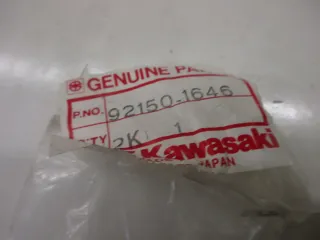 GENUINE PA
P.NO. 92150-1646
QTY 2K 1
Kawasaki
JAPAN